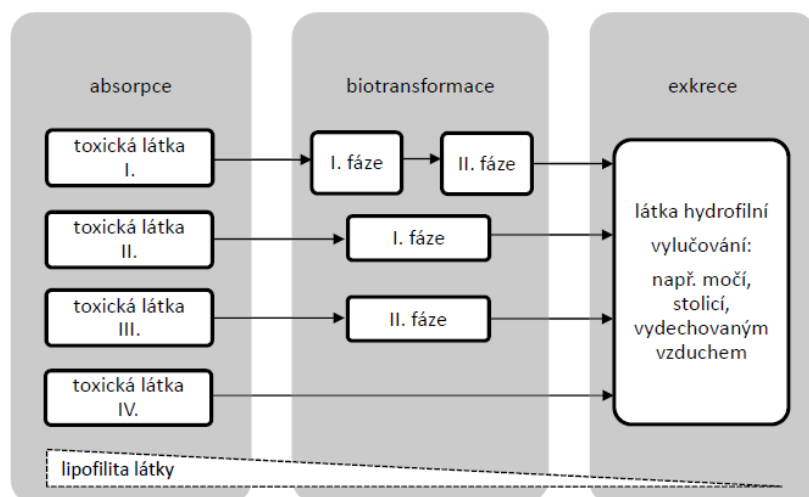 absorpce
biotransformace
exkrece
toxická látka
I.
I. fáze
II. fáze
toxická látka
II.
I. fáze
toxická látka
III.
II. fáze
toxická látka
IV.
látka hydrofilní
vylučování:
např. močí,
stolicí,
vydechovaným
vzduchem
lipofilita látky